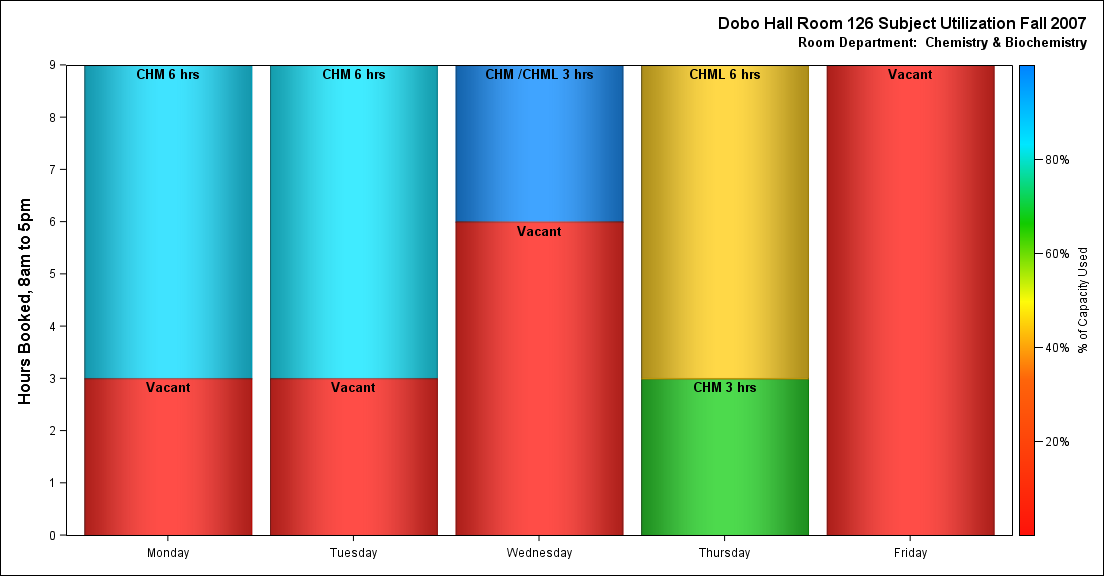 Dobo Hall Room 126 Subject Utilization Fall 2007
Room Department:  Chemistry & Biochemistry
Hours Booked, 8am to 5pm
9
8
7
6
5
4
3
2
1
0
CHM 6 hrs
Vacant
CHM 6 hrs
Vacant
CHM /CHML 3 hrs
Vacant
CHML 6 hrs
CHM 3 hrs
Vacant
Monday
Tuesday
Wednesday
Thursday
Friday
80%
60%
40%
20%
% of Capacity Used